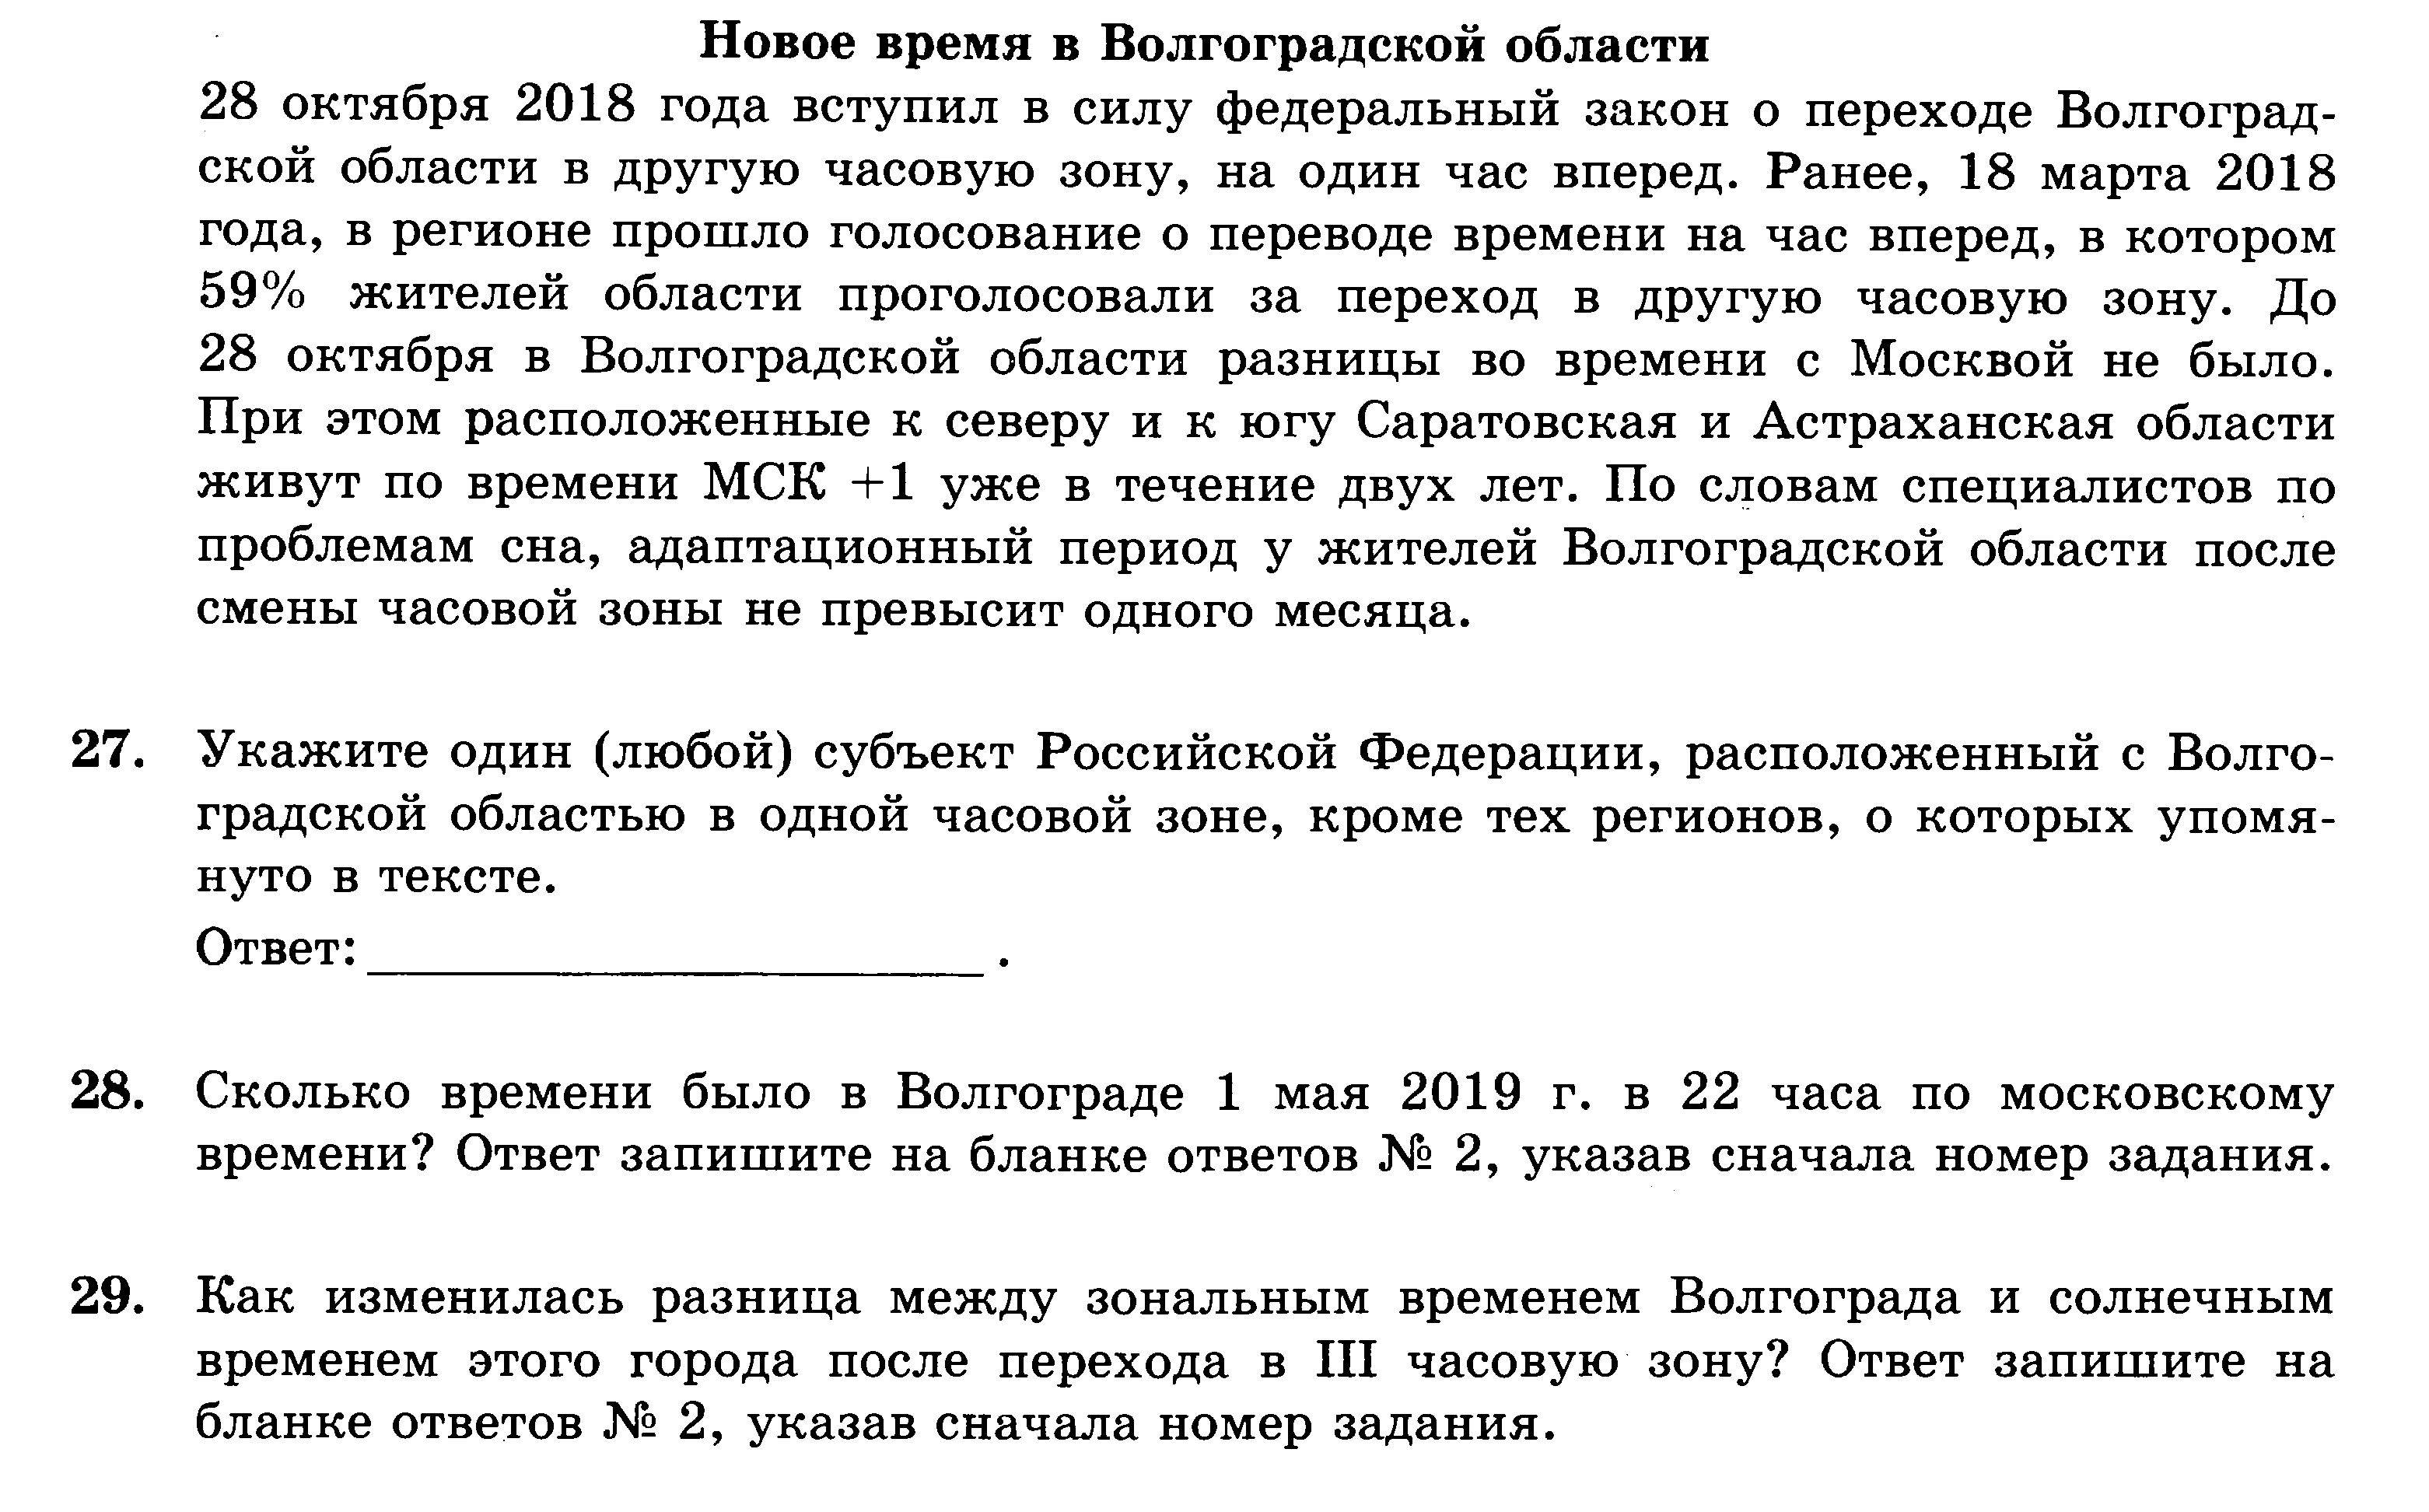 Новое время в Волгоградской области
28 октября 2018 года вступил в силу федеральный закон о переходе Волгоград-
ской области в другую часовую зону, на один час вперед. Ранее, 18 марта 2018
года, в регионе прошло голосование о переводе времени на час вперед, в котором
59% жителей области проголосовали за переход в другую часовую зону. До
28 октября в Волгоградской области разницы во времени с Москвой не было.
При этом расположенные к северу и к югу Саратовская и Астраханская области
живут по времени МСК +1 уже в течение двух лет. По словам специалистов по
проблемам сна, адаптационный период у жителей Волгоградской области после
смены часовой зоны не превысит одного месяца.
27. Укажите один (любой) субъект Российской Федерации, расположенный с Волго-
градской областью в одной часовой зоне, кроме тех регионов, о которых упомя-
нуто в тексте.
Ответ: ____________________ .
28. Сколько времени было в Волгограде 1 мая 2019 г. в 22 часа по московскому
времени? Ответ запишите на бланке ответов № 2, указав сначала номер задания.
29. Как изменилась разница между зональным временем Волгограда и солнечным
временем этого города после перехода в III часовую зону? Ответ запишите на
бланке ответов № 2, указав сначала номер задания.